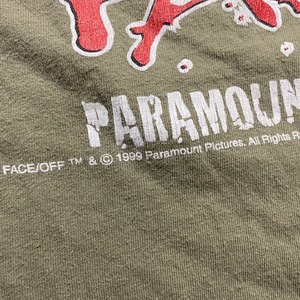 PARAMOUN
FACE/OFF ™ & © 1999 Paramount Pictures. All Rights R